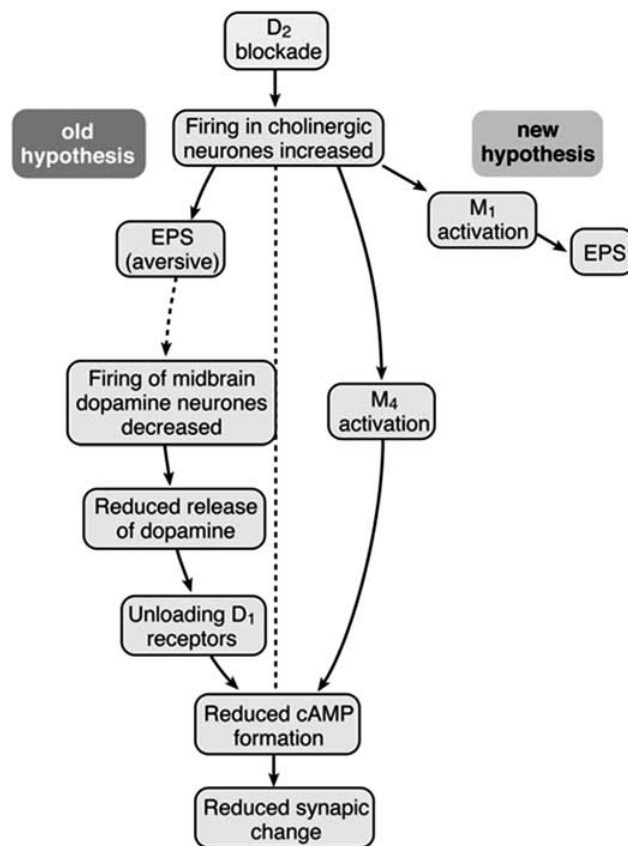 D₂
blockade
old
hypothesis
Firing in cholinergic
neurones increased
new
hypothesis
M₁
activation
EPS
EPS
(aversive)
Firing of midbrain
dopamine neurones
decreased
M₄
activation
Reduced release
of dopamine
Unloading D₁
receptors
Reduced cAMP
formation
Reduced synapic
change